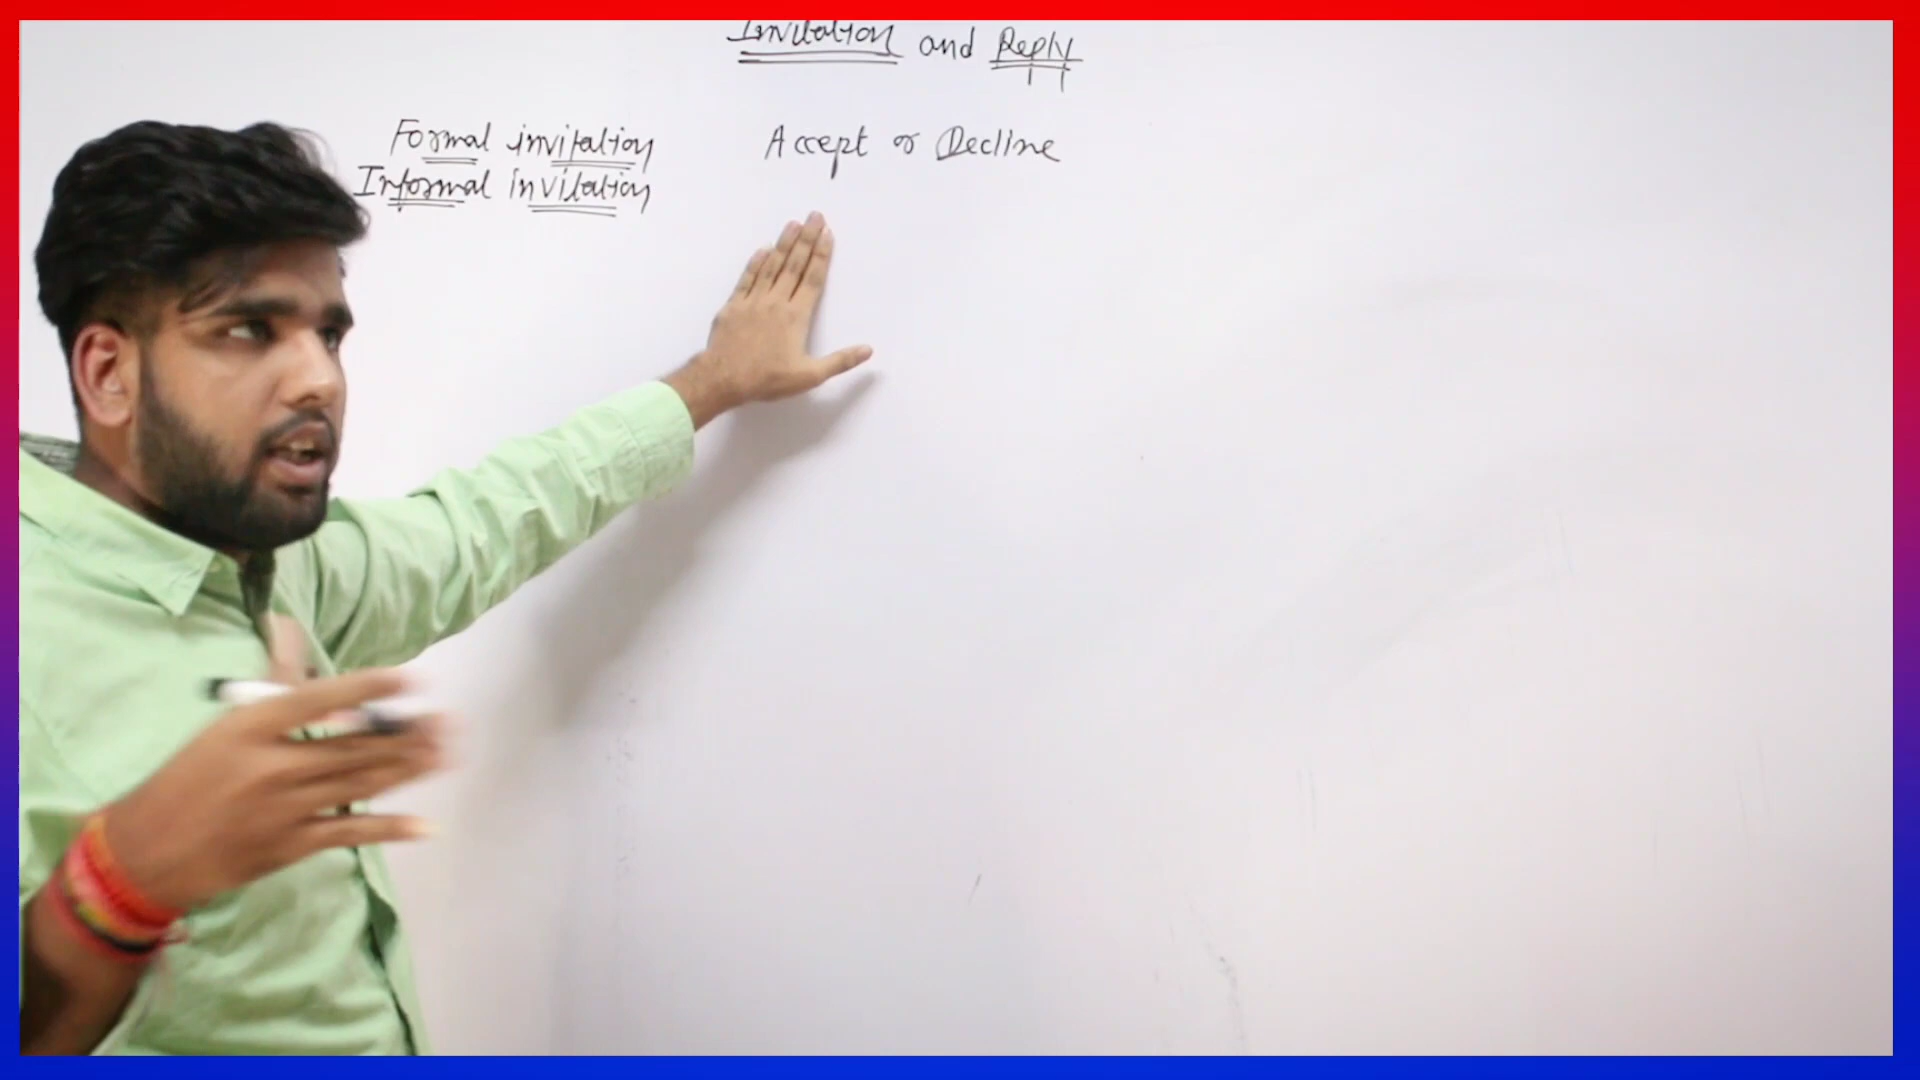 Invitation and Reply
Formal invitation
Informal invitation
Accept or Decline